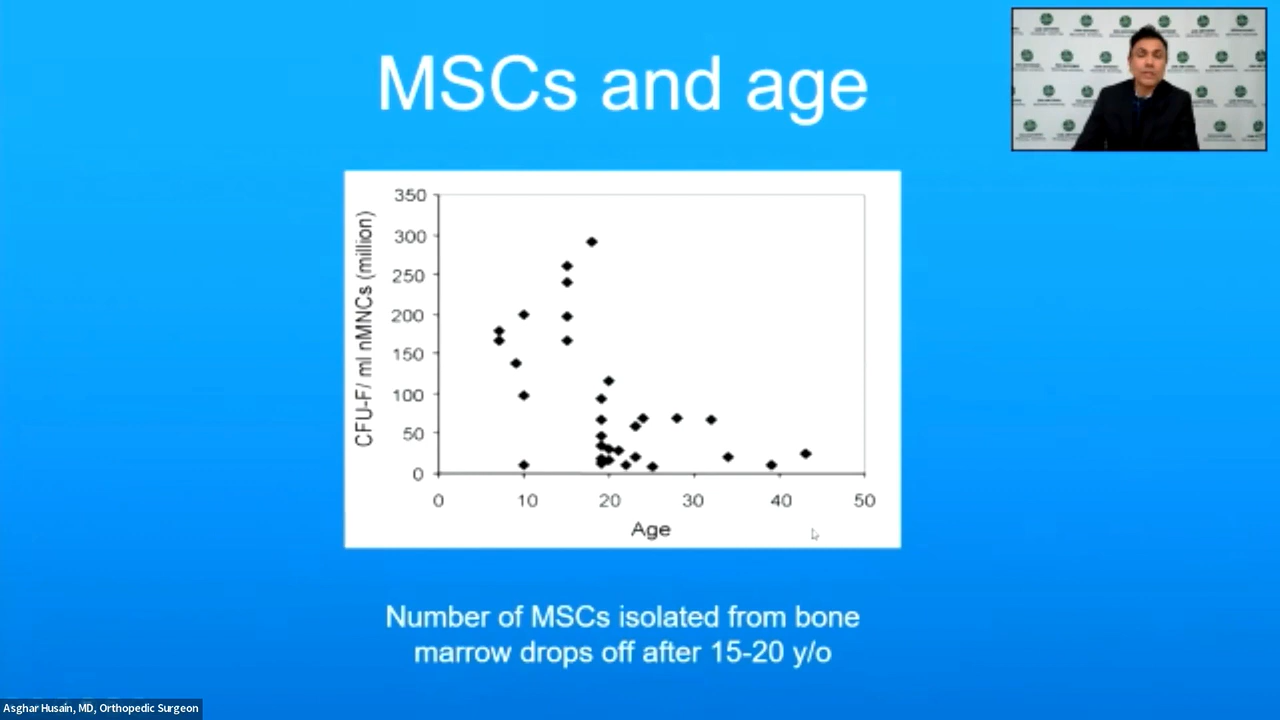 MSCs and age
CFU-F/ ml nMNCs (million)
350
300
250
200
150
100
50
0
0 10 20 30 40 50
Age
Number of MSCs isolated from bone
marrow drops off after 15-20 y/o
Asghar Husain, MD, Orthopedic Surgeon